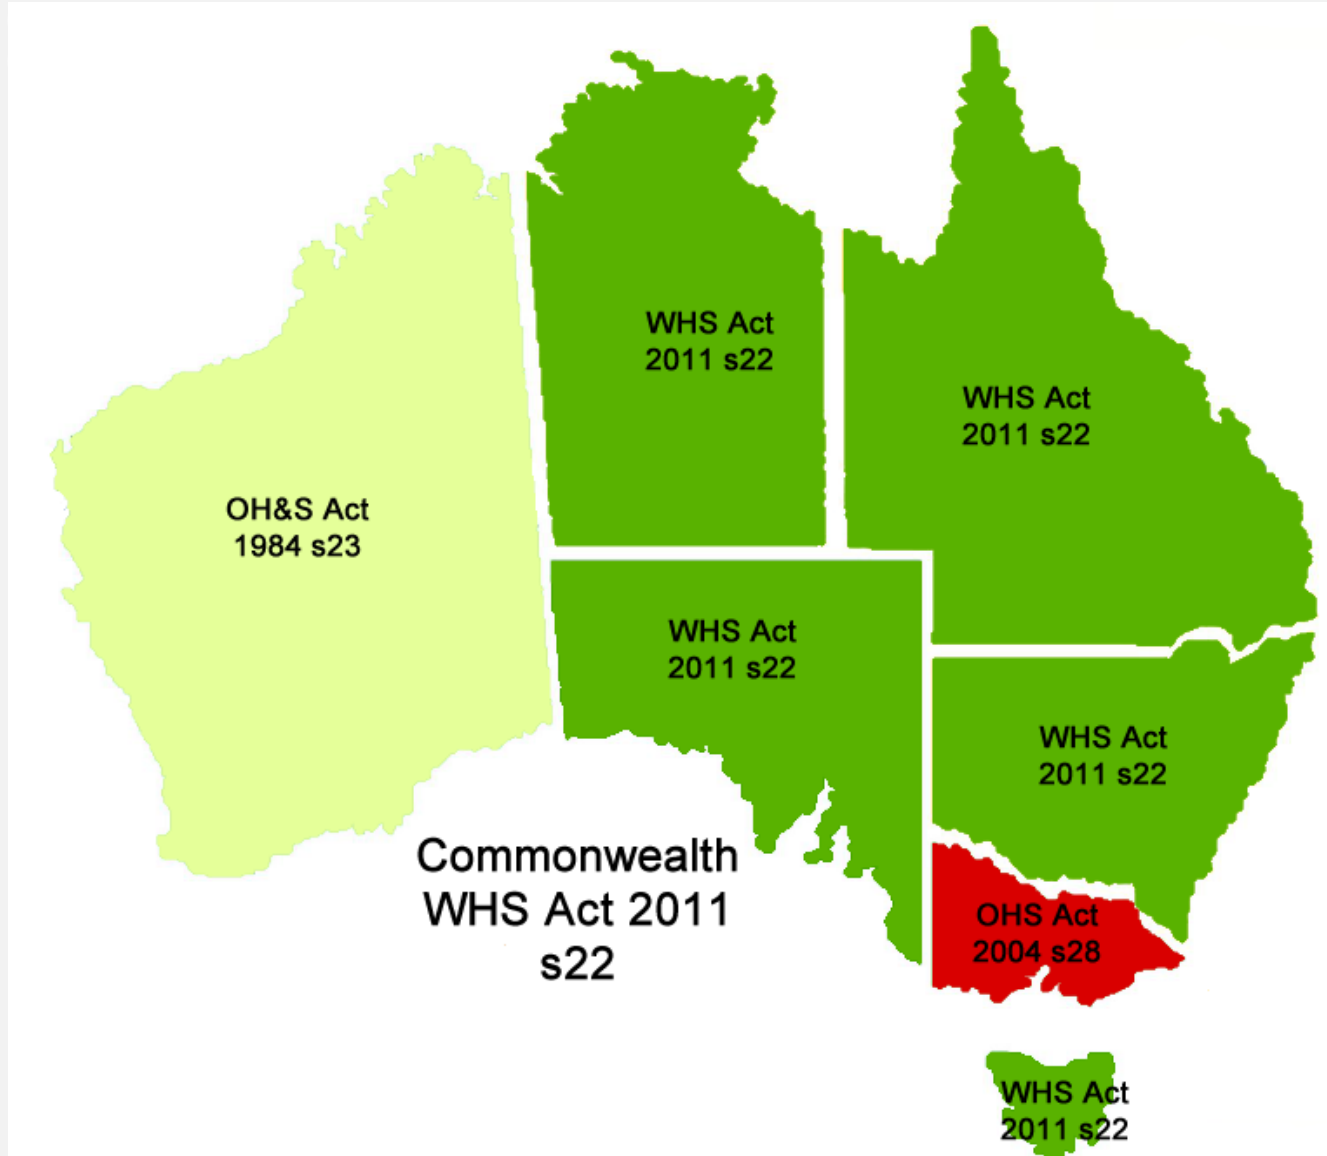 WHS Act
2011 s22
WHS Act
2011 s22
OH&S Act
1984 s23
WHS Act
2011 s22
WHS Act
2011 s22
Commonwealth
WHS Act 2011
s22
OHS Act
2004 s28
WHS Act
2011 s22